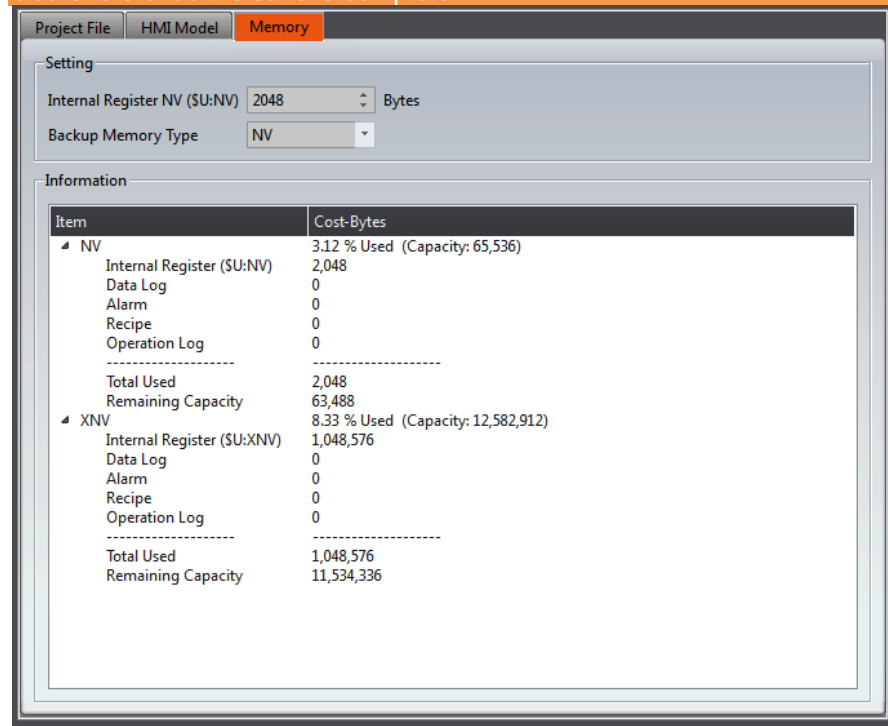 Project File HMI Model Memory
Setting
Internal Register NV ($U:NV) 2048 Bytes
Backup Memory Type NV
Information
Item Cost-Bytes
NV 3.12 % Used (Capacity: 65,536)
Internal Register ($U:NV) 2,048
Data Log 0
Alarm 0
Recipe 0
Operation Log 0
-------------------- --------------------
Total Used 2,048
Remaining Capacity 63,488
XNV 8.33 % Used (Capacity: 12,582,912)
Internal Register ($U:XNV) 1,048,576
Data Log 0
Alarm 0
Recipe 0
Operation Log 0
-------------------- --------------------
Total Used 1,048,576
Remaining Capacity 11,534,336